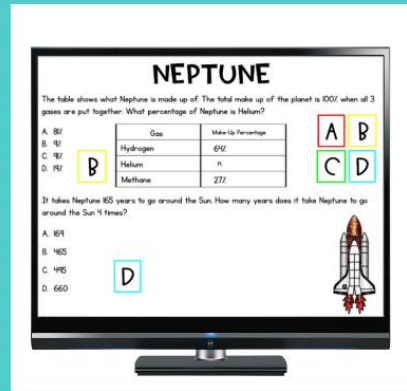 NEPTUNE
The table shows what Neptune is made up of. The total make up of the planet is 100% when all 3
gases are put together. What percentage of Neptune is Helium?
A. 81%
B. 9%
C. 91%
D. 19%
B
Gas Make-Up Percentage
Hydrogen 64%
Helium n
Methane 27%
A B
C D
It takes Neptune 165 years to go around the Sun. How many years does it take Neptune to go
around the Sun 4 times?
A. 169
B. 465
C. 495
D. 660
D